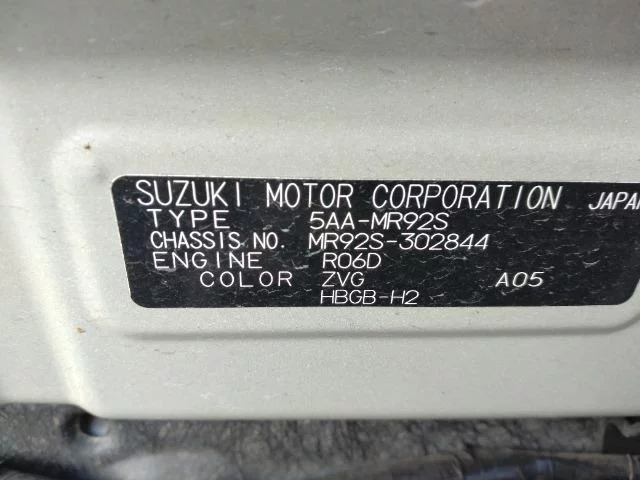 SUZUKI MOTOR CORPORATION JAPAN
TYPE 5AA-MR92S
CHASSIS NO. MR92S-302844
ENGINE R06D
COLOR ZVG A05
HBGB-H2